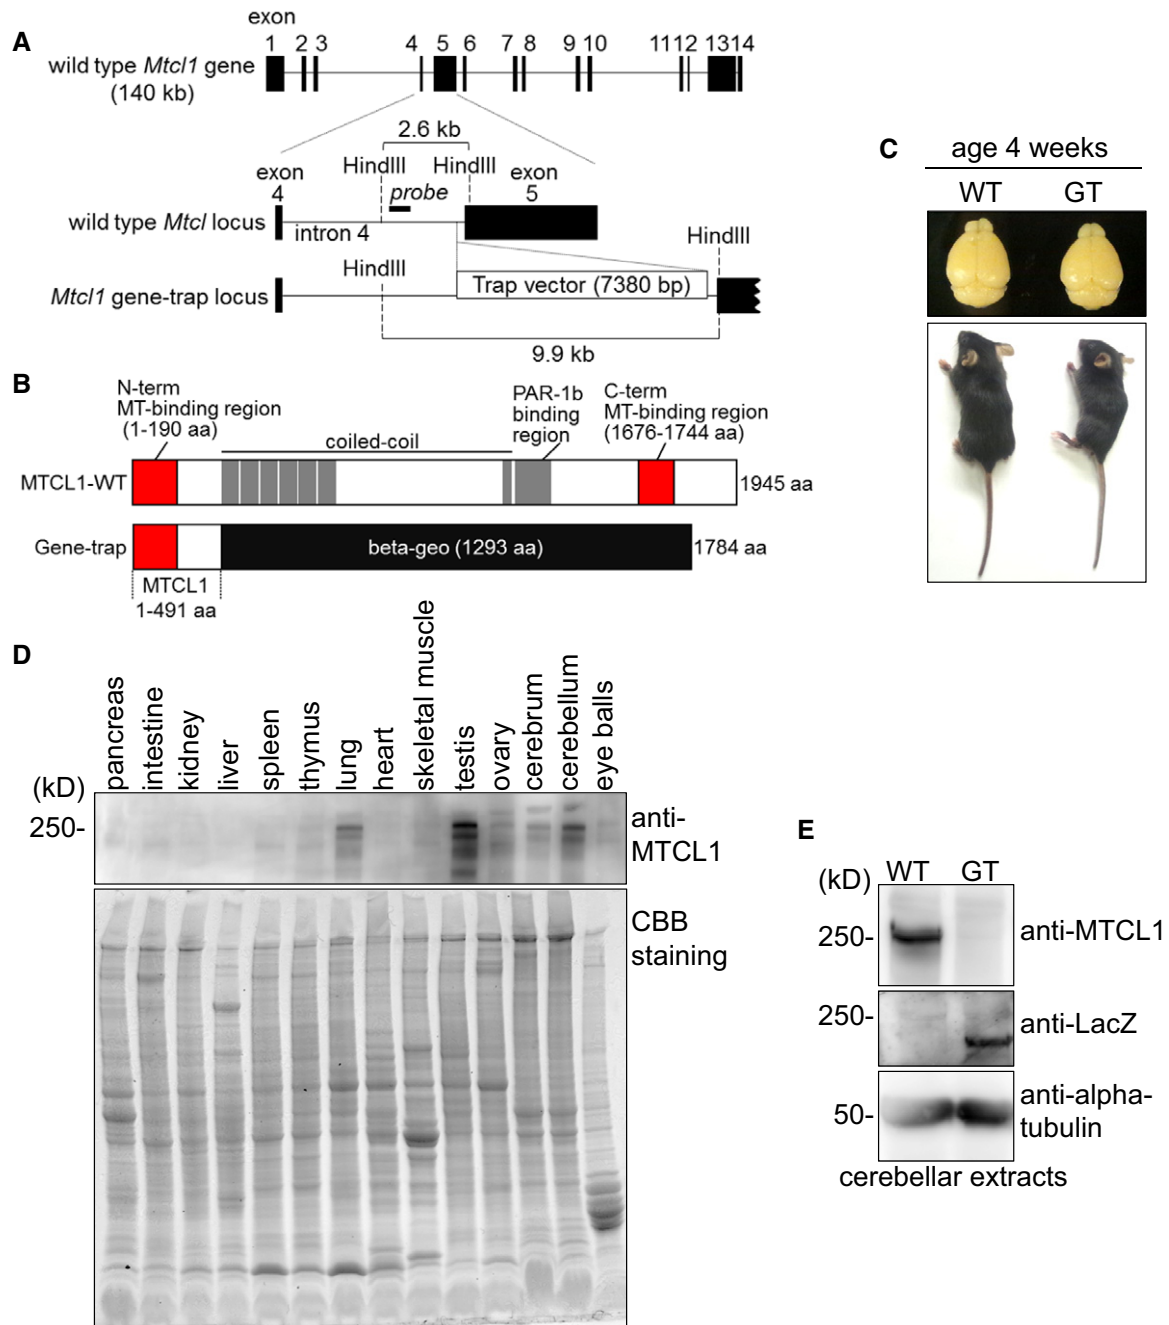 A
exon
1 2 3 4 5 6 7 8 9 10 11 12 13 14
wild type Mtcl1 gene
(140 kb)
2.6 kb
HindIII HindIII
exon
4
probe
exon
5
wild type Mtcl locus
intron 4
HindIII
HindIII
Mtcl1 gene-trap locus
Trap vector (7380 bp)
9.9 kb
B
N-term
MT-binding region
(1-190 aa)
coiled-coil
PAR-1b
binding
region
C-term
MT-binding region
(1676-1744 aa)
MTCL1-WT
1945 aa
Gene-trap
beta-geo (1293 aa)
1784 aa
MTCL1
1-491 aa
C
age 4 weeks
WT GT
D
pancreas
intestine
kidney
liver
spleen
thymus
lung
heart
skeletal muscle
testis
ovary
cerebrum
cerebellum
eye balls
(kD)
250-
anti-
MTCL1
CBB
staining
E
WT GT
(kD)
250-
anti-MTCL1
250-
anti-LacZ
50-
anti-alpha-
tubulin
cerebellar extracts